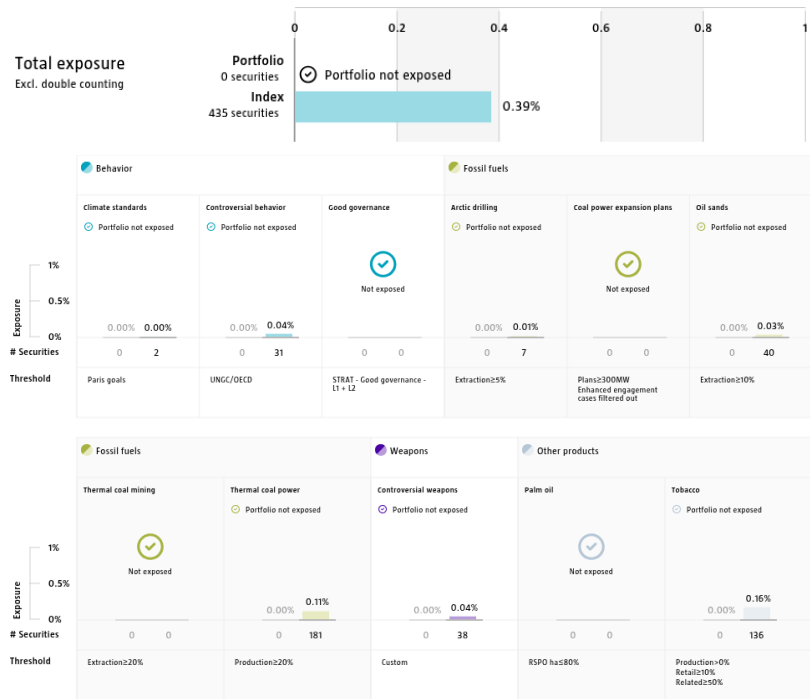 0 0.2 0.4 0.6 0.8 1
Total exposure
Excl. double counting
Portfolio
0 securities
Portfolio not exposed
Index
435 securities
0.39%
Behavior
Fossil fuels
Climate standards
Controversial behavior
Good governance
Arctic drilling
Coal power expansion plans
Oil sands
Portfolio not exposed
Portfolio not exposed
Portfolio not exposed
Portfolio not exposed
Not exposed
Not exposed
Exposure
1%
0.5%
0%
0.00% 0.00%
0.00% 0.04%
0.00% 0.01%
0.00% 0.03%
# Securities
0 2
0 31
0 0
0 7
0 0
0 40
Threshold
Paris goals
UNGC/OECD
STRAT - Good governance -
L1 + L2
Extraction≥5%
Plans≥300MW
Enhanced engagement
cases filtered out
Extraction≥10%
Fossil fuels
Weapons
Other products
Thermal coal mining
Thermal coal power
Controversial weapons
Palm oil
Tobacco
Portfolio not exposed
Portfolio not exposed
Portfolio not exposed
Not exposed
Not exposed
Exposure
1%
0.5%
0%
0.00% 0.11%
0.00% 0.04%
0.00% 0.16%
# Securities
0 0
0 181
0 38
0 0
0 136
Threshold
Extraction≥20%
Production≥20%
Custom
RSPO ha≤80%
Production>0%
Retail≥10%
Related≥50%